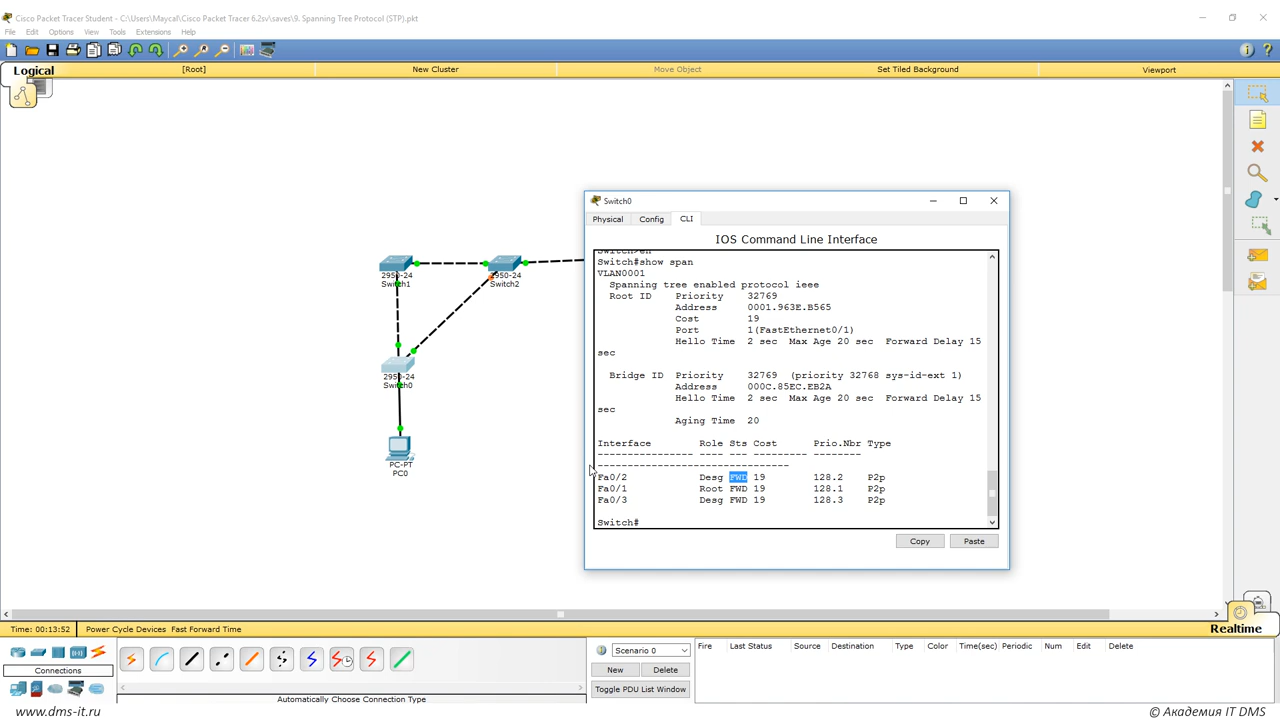 Cisco Packet Tracer Student - C:\Users\Maycal\Cisco Packet Tracer 6.2sv\saves\9. Spanning Tree Protocol (STP).pkt
File Edit Options View Tools Extensions Help
Logical
[Root]
New Cluster
Move Object
Set Tiled Background
Viewport
2950-24
Switch1
2950-24
Switch2
2950-24
Switch0
PC-PT
PC0
Switch0
Physical Config CLI
IOS Command Line Interface
Switch>en
Switch#show span
VLAN0001
Spanning tree enabled protocol ieee
Root ID Priority 32769
Address 0001.963E.B565
Cost 19
Port 1(FastEthernet0/1)
Hello Time 2 sec Max Age 20 sec Forward Delay 15
sec
Bridge ID Priority 32769 (priority 32768 sys-id-ext 1)
Address 000C.85EC.EB2A
Hello Time 2 sec Max Age 20 sec Forward Delay 15
sec
Aging Time 20
Interface Role Sts Cost Prio.Nbr Type
---------------- ---- --- --------- --------
--------------------------------
Fa0/2 Desg FWD 19 128.2 P2p
Fa0/1 Root FWD 19 128.1 P2p
Fa0/3 Desg FWD 19 128.3 P2p
Switch#
Copy
Paste
Time: 00:13:52 Power Cycle Devices Fast Forward Time
Realtime
Connections
Automatically Choose Connection Type
Scenario 0
New
Delete
Toggle PDU List Window
Fire Last Status Source Destination Type Color Time(sec) Periodic Num Edit Delete
www.dms-it.ru
© Академия IT DMS